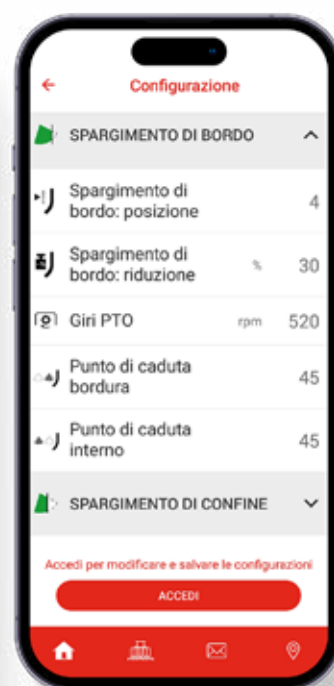 Configurazione
SPARGIMENTO DI BORDO
Spargimento di
bordo: posizione
4
Spargimento di
bordo: riduzione
%
30
Giri PTO
rpm
520
Punto di caduta
bordura
45
Punto di caduta
interno
45
SPARGIMENTO DI CONFINE
Accedi per modificare e salvare le configurazioni
ACCEDI